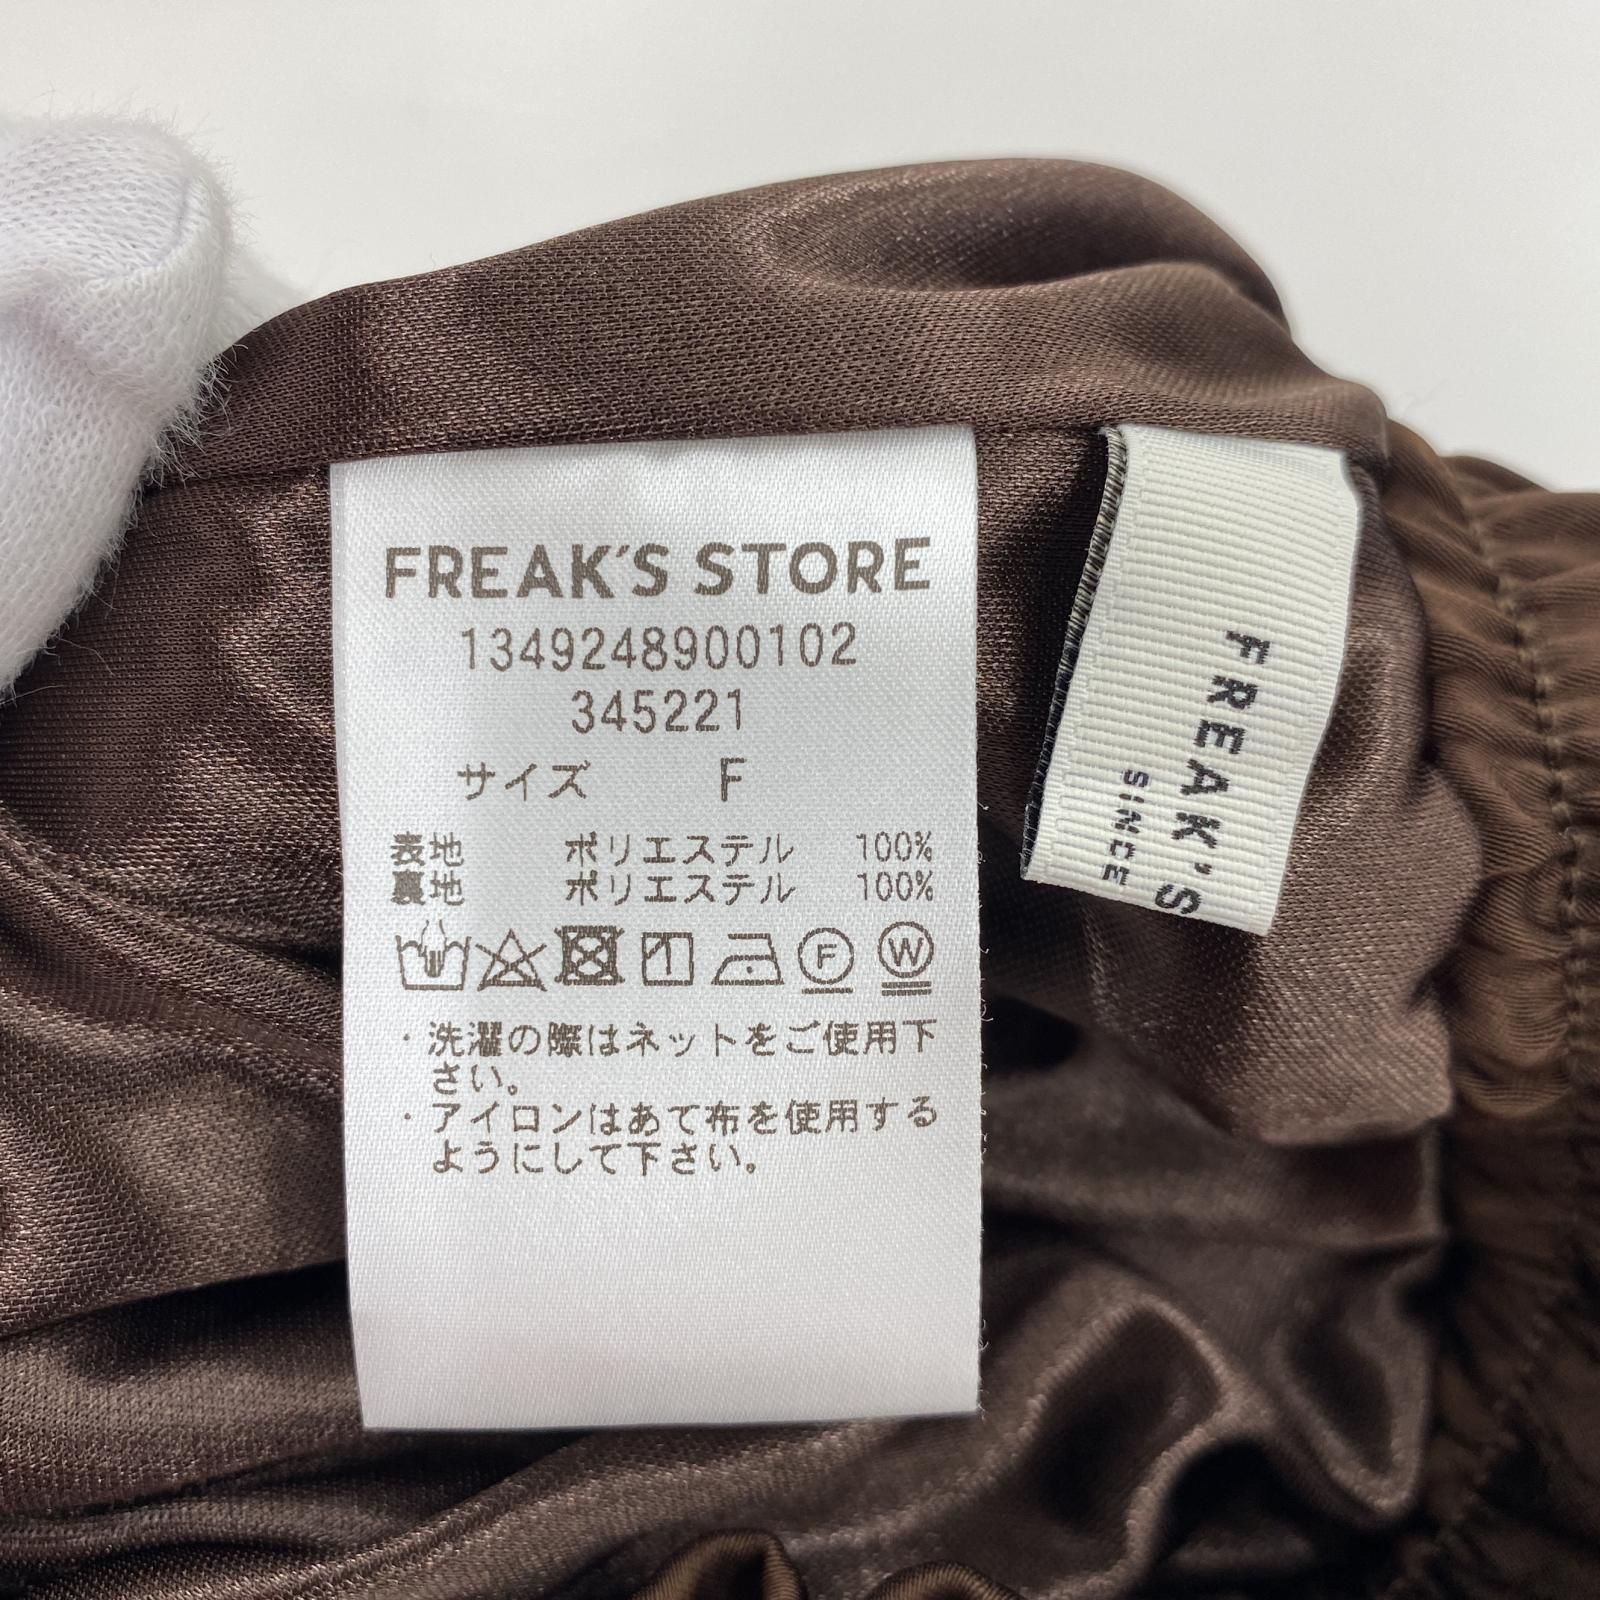 FREAK'S STORE
1349248900102
345221
サイズ F
表地 ポリエステル 100%
裏地 ポリエステル 100%
F W
・洗濯の際はネットをご使用下
さい。
・アイロンはあて布を使用する
ようにして下さい。
FREAK'S
SINCE